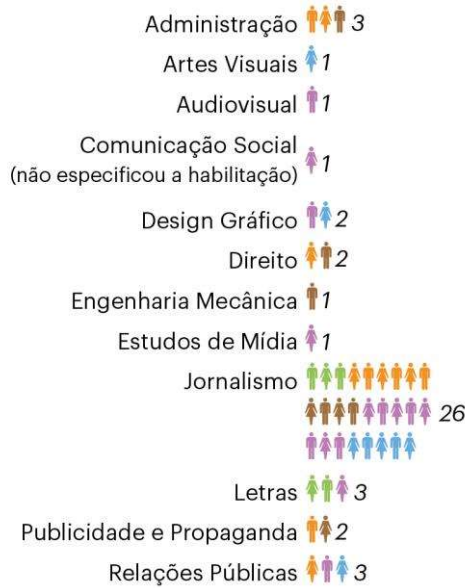 Administração 3
Artes Visuais 1
Audiovisual 1
Comunicação Social
(não especificou a habilitação) 1
Design Gráfico 2
Direito 2
Engenharia Mecânica 1
Estudos de Mídia 1
Jornalismo
26
Letras 3
Publicidade e Propaganda 2
Relações Públicas 3